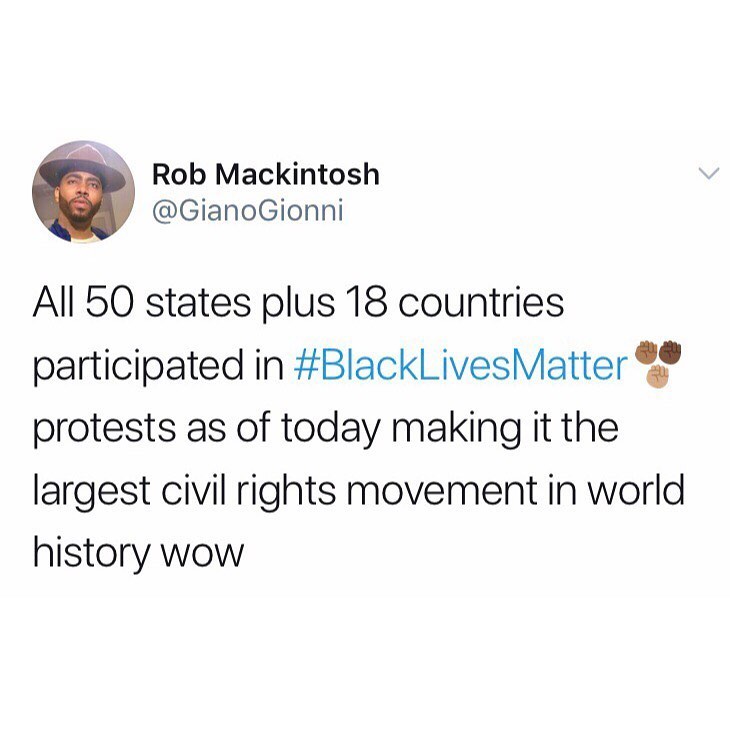 Rob Mackintosh
@GianoGionni
All 50 states plus 18 countries
participated in #BlackLivesMatter
protests as of today making it the
largest civil rights movement in world
history wow